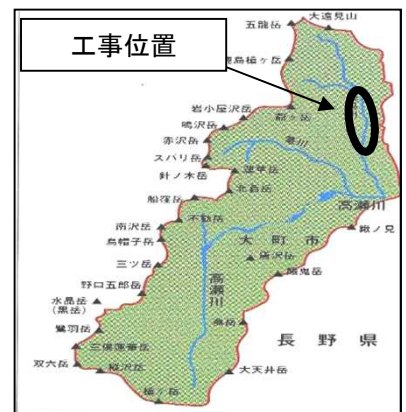 工事位置
五龍岳
大遠見山
鹿島槍ヶ岳
岩小屋沢岳
爺ヶ岳
鳴沢岳
赤沢岳
スバリ岳
針ノ木岳
籠川
蓮華岳
北葛岳
船窪岳
高瀬川
不動岳
南沢岳
烏帽子岳
鍬ノ見
大町市
唐沢岳
餓鬼岳
三ツ岳
野口五郎岳
高瀬川
水晶岳
(黒岳)
鷲羽岳
長野県
三俣蓮華岳
双六岳
樅沢岳
大天井岳
槍ヶ岳